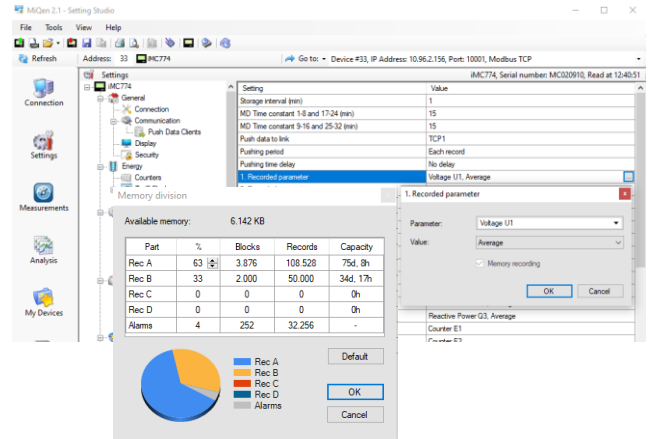 MiQen 2.1 - Setting Studio
File Tools View Help
Refresh
Address: 33 iMC774
Go to: Device #33, IP Address: 10.96.2.156, Port: 10001, Modbus TCP
Settings
iMC774, Serial number: MC020910, Read at 12:40:51
Connection
Settings
Measurements
Analysis
My Devices
iMC774
General
Connection
Communication
Push Data Clients
Display
Security
Energy
Counters
Setting Value
Storage interval (min) 1
MD Time constant 1-8 and 17-24 (min) 15
MD Time constant 9-16 and 25-32 (min) 15
Push data to link TCP1
Pushing period Each record
Pushing time delay No delay
1. Recorded parameter Voltage U1, Average
Memory division
Available memory: 6.142 KB
Part % Blocks Records Capacity
Rec A 63 3.876 108.528 75d, 8h
Rec B 33 2.000 50.000 34d, 17h
Rec C 0 0 0 0h
Rec D 0 0 0 0h
Alarms 4 252 32.256 -
Rec A
Rec B
Rec C
Rec D
Alarms
Default
OK
Cancel
1. Recorded parameter
x
Parameter: Voltage U1
Value: Average
Memory recording
OK
Cancel
Reactive Power Q3, Average
Counter E1
Counter E2